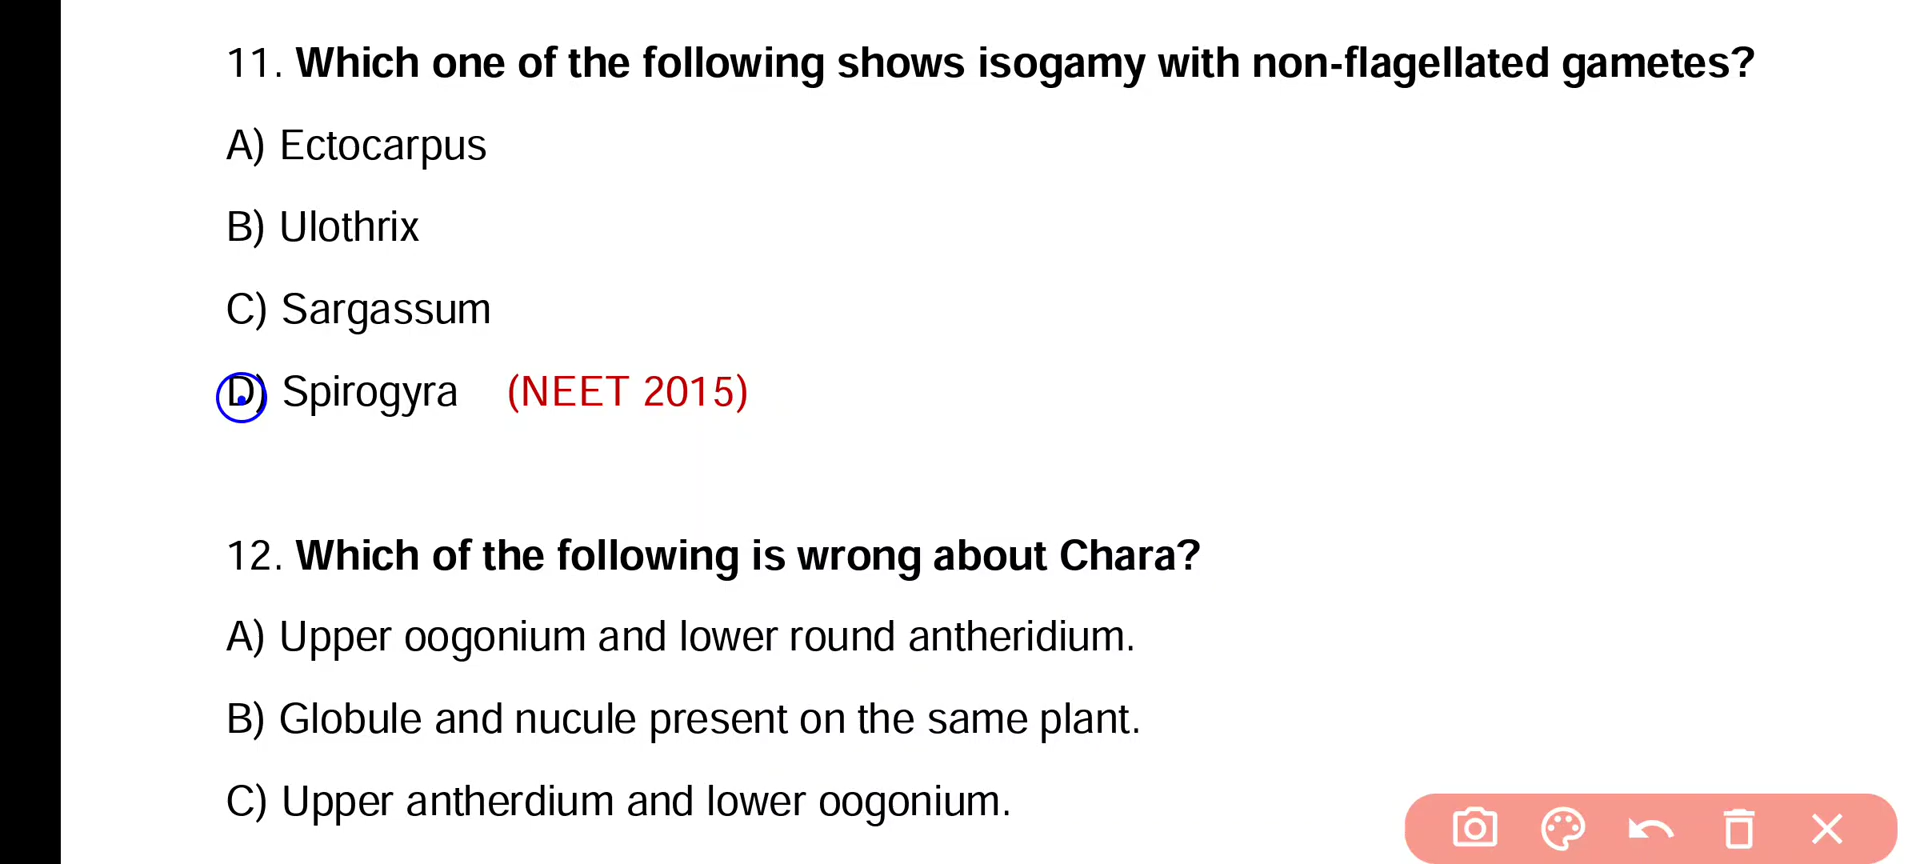 11. Which one of the following shows isogamy with non-flagellated gametes?
A) Ectocarpus
B) Ulothrix
C) Sargassum
D) Spirogyra (NEET 2015)
12. Which of the following is wrong about Chara?
A) Upper oogonium and lower round antheridium.
B) Globule and nucule present on the same plant.
C) Upper antherdium and lower oogonium.